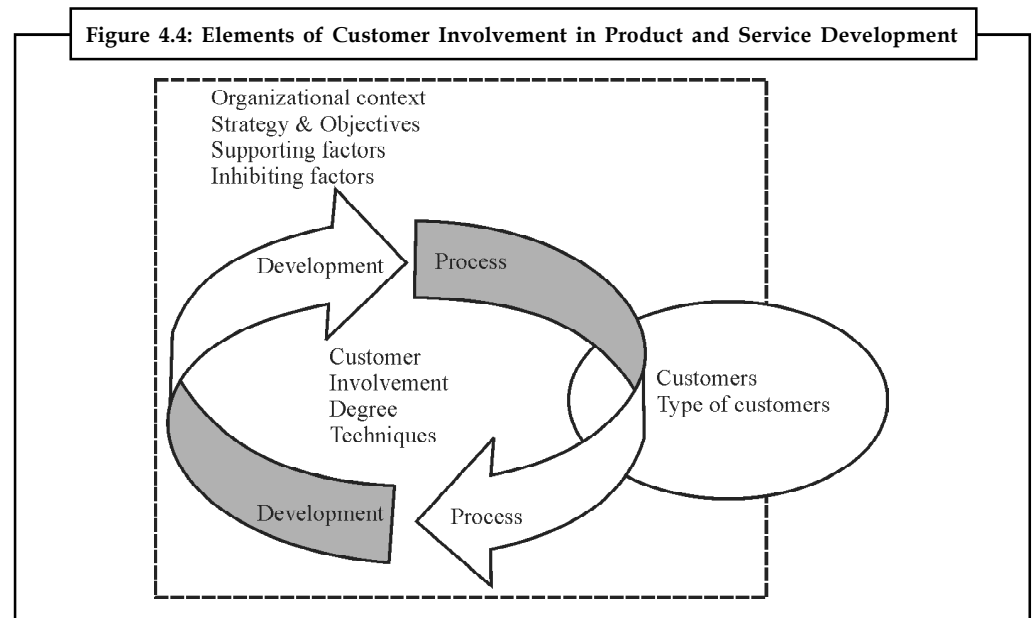 Figure 4.4: Elements of Customer Involvement in Product and Service Development
Organizational context
Strategy & Objectives
Supporting factors
Inhibiting factors
Development
Process
Customer
Involvement
Degree
Techniques
Customers
Type of customers
Development
Process